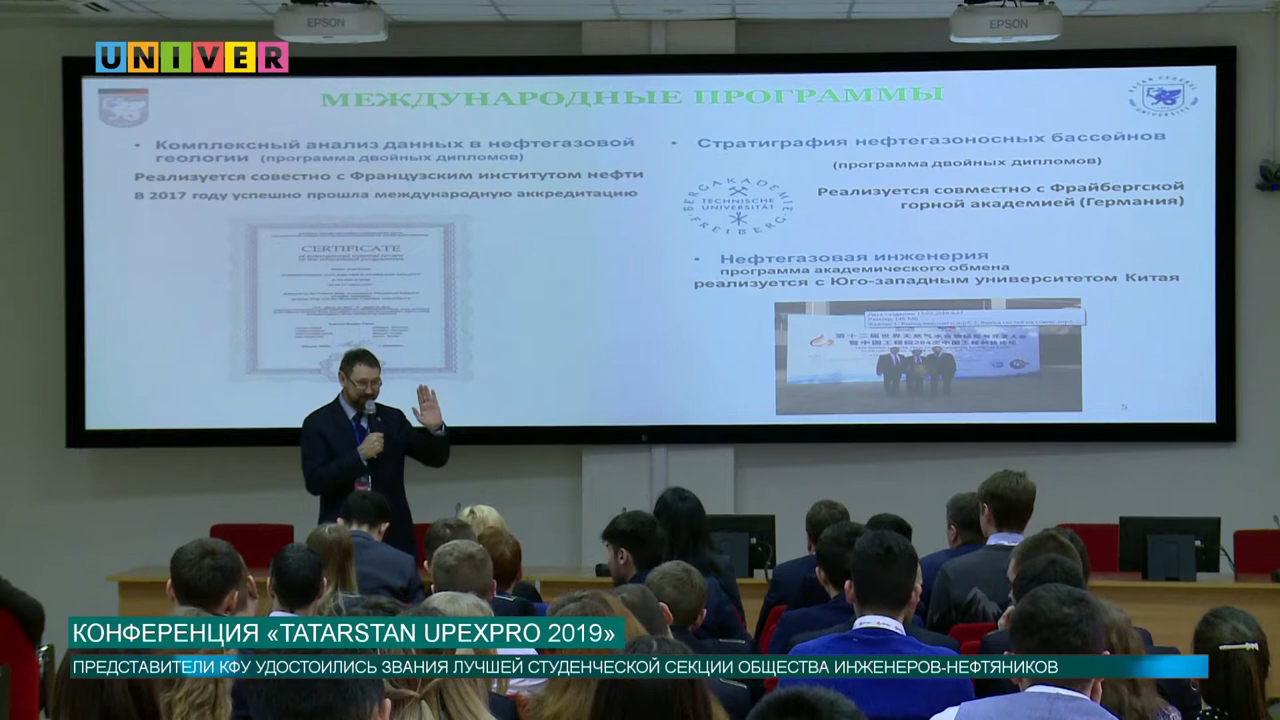 EPSON
EPSON
UNIVER
МЕЖДУНАРОДНЫЕ ПРОГРАММЫ
• Комплексный анализ данных в нефтегазовой
геологии (программа двойных дипломов)
Реализуется совестно с Французским институтом нефти
В 2017 году успешно прошла международную аккредитацию
CERTIFICATE
• Стратиграфия нефтегазоносных бассейнов
(программа двойных дипломов)
Реализуется совместно с Фрайбергской
горной академией (Германия)
BERGAKADEMIE
TECHNISCHE
UNIVERSITÄT
FREIBERG
• Нефтегазовая инженерия
программа академического обмена
реализуется с Юго-западным университетом Китая
5
КОНФЕРЕНЦИЯ «TATARSTAN UPEXPRO 2019»
ПРЕДСТАВИТЕЛИ КФУ УДОСТОИЛИСЬ ЗВАНИЯ ЛУЧШЕЙ СТУДЕНЧЕСКОЙ СЕКЦИИ ОБЩЕСТВА ИНЖЕНЕРОВ-НЕФТЯНИКОВ